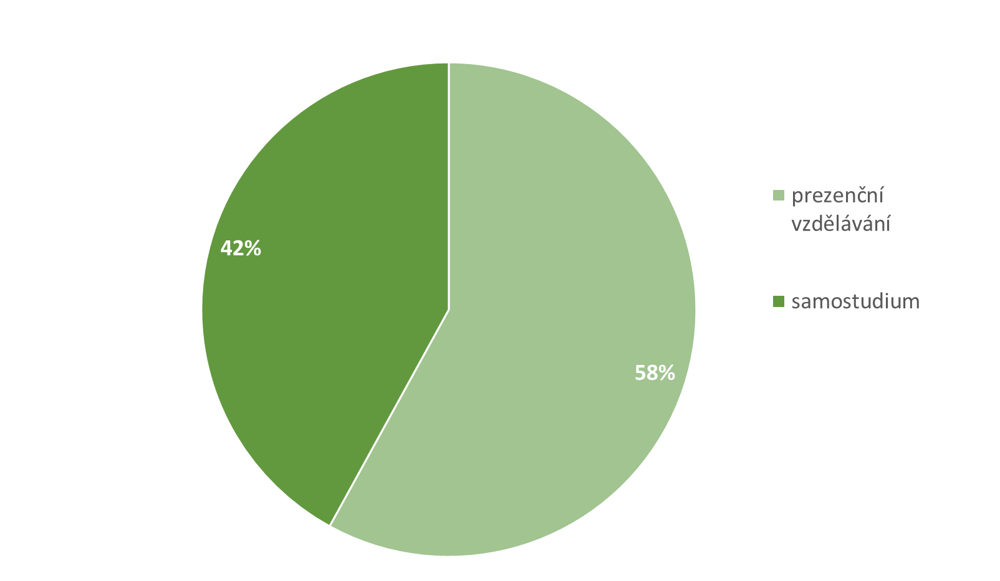 42%
58%
prezenční
vzdělávání
samostudium